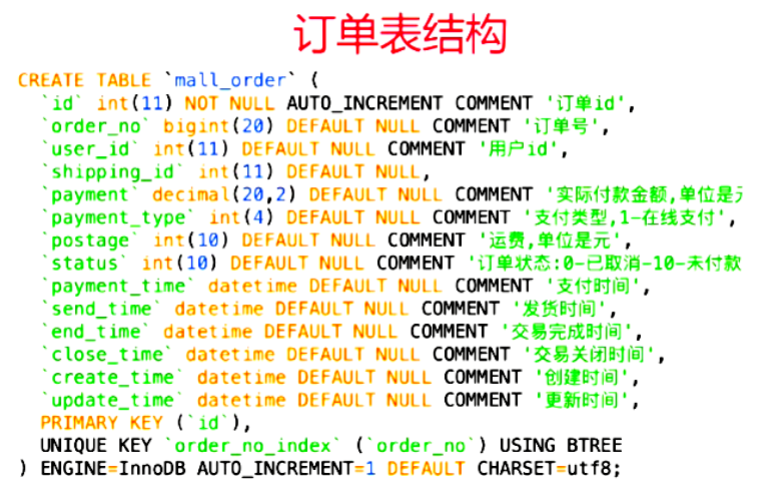 订单表结构
CREATE TABLE `mall_order` (
`id` int(11) NOT NULL AUTO_INCREMENT COMMENT '订单id',
`order_no` bigint(20) DEFAULT NULL COMMENT '订单号',
`user_id` int(11) DEFAULT NULL COMMENT '用户id',
`shipping_id` int(11) DEFAULT NULL,
`payment` decimal(20,2) DEFAULT NULL COMMENT '实际付款金额,单位是元
`payment_type` int(4) DEFAULT NULL COMMENT '支付类型,1-在线支付',
`postage` int(10) DEFAULT NULL COMMENT '运费,单位是元',
`status` int(10) DEFAULT NULL COMMENT '订单状态:0-已取消-10-未付款
`payment_time` datetime DEFAULT NULL COMMENT '支付时间',
`send_time` datetime DEFAULT NULL COMMENT '发货时间',
`end_time` datetime DEFAULT NULL COMMENT '交易完成时间',
`close_time` datetime DEFAULT NULL COMMENT '交易关闭时间',
`create_time` datetime DEFAULT NULL COMMENT '创建时间',
`update_time` datetime DEFAULT NULL COMMENT '更新时间',
PRIMARY KEY (`id`),
UNIQUE KEY `order_no_index` (`order_no`) USING BTREE
) ENGINE=InnoDB AUTO_INCREMENT=1 DEFAULT CHARSET=utf8;